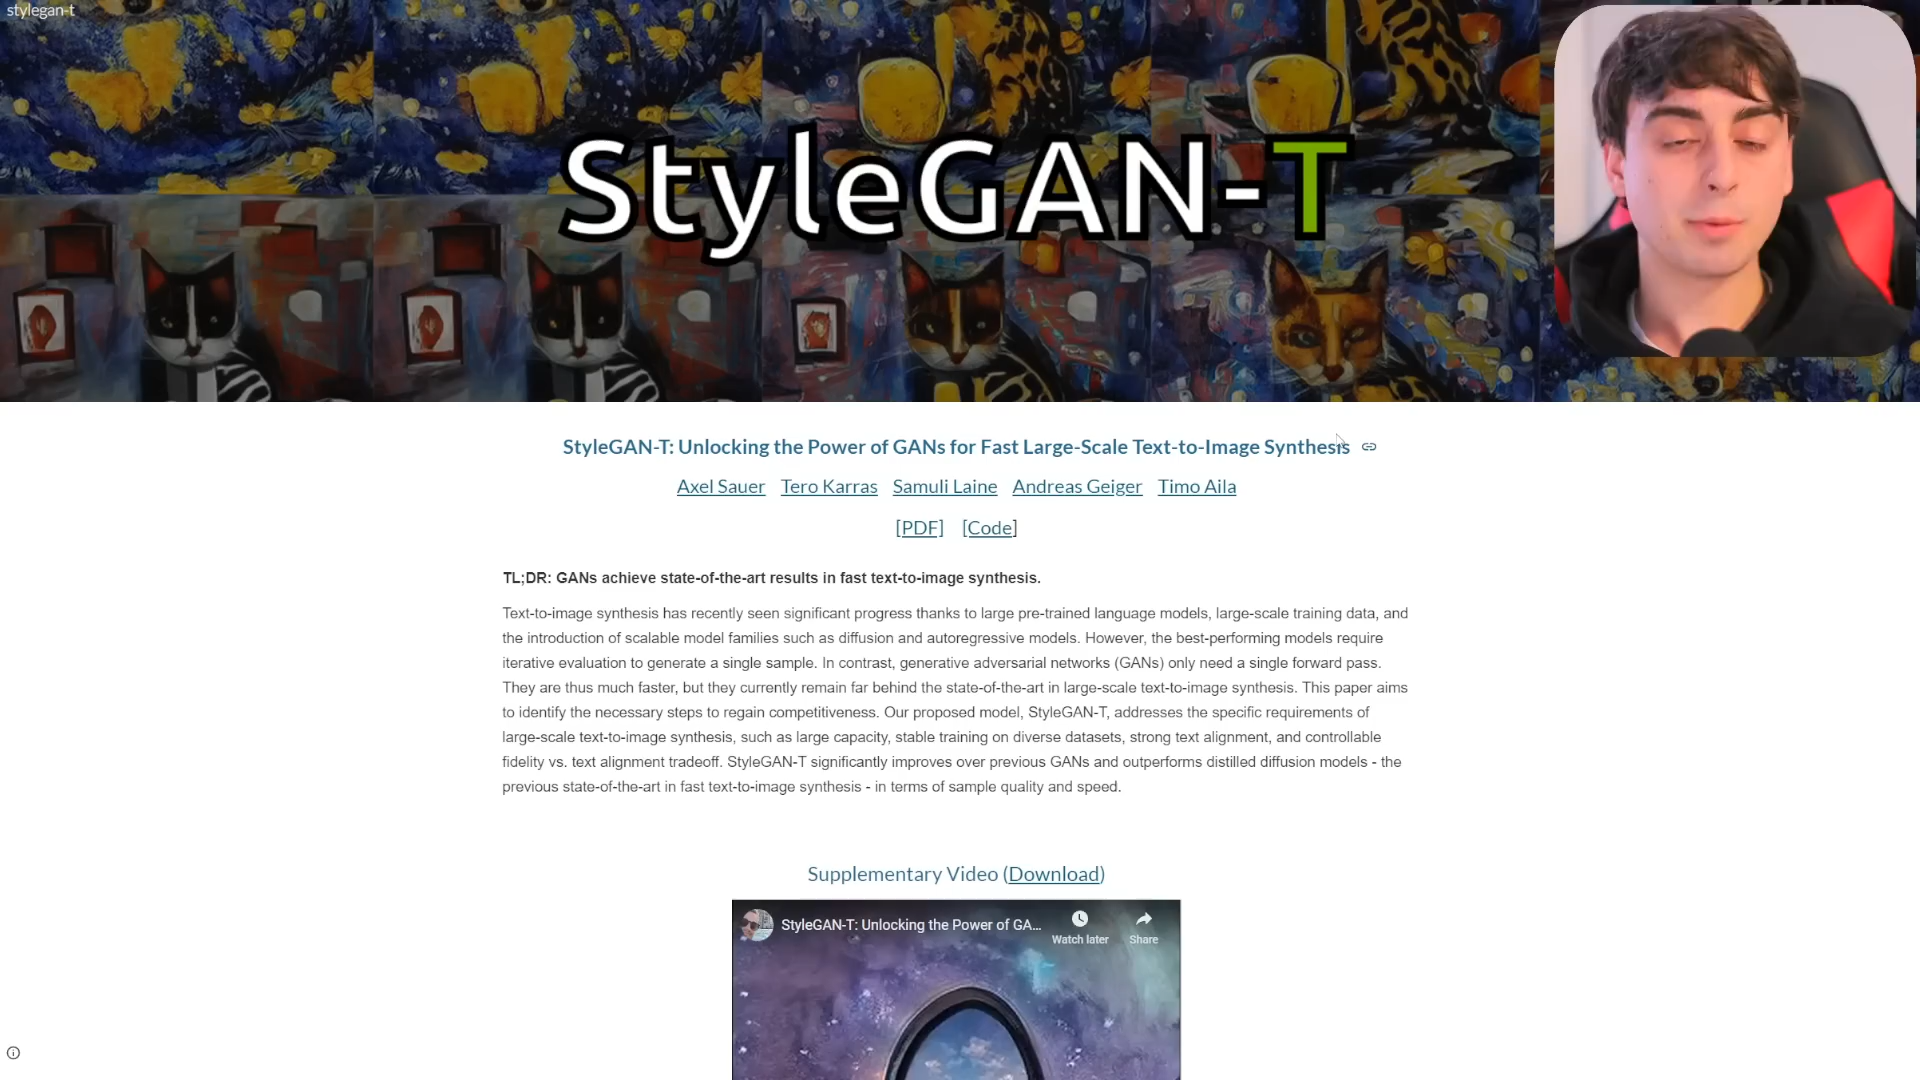 stylegan-t
StyleGAN-T
StyleGAN-T: Unlocking the Power of GANs for Fast Large-Scale Text-to-Image Synthesis
Axel Sauer Tero Karras Samuli Laine Andreas Geiger Timo Aila
[PDF] [Code]
TL;DR: GANs achieve state-of-the-art results in fast text-to-image synthesis.
Text-to-image synthesis has recently seen significant progress thanks to large pre-trained language models, large-scale training data, and
the introduction of scalable model families such as diffusion and autoregressive models. However, the best-performing models require
iterative evaluation to generate a single sample. In contrast, generative adversarial networks (GANs) only need a single forward pass.
They are thus much faster, but they currently remain far behind the state-of-the-art in large-scale text-to-image synthesis. This paper aims
to identify the necessary steps to regain competitiveness. Our proposed model, StyleGAN-T, addresses the specific requirements of
large-scale text-to-image synthesis, such as large capacity, stable training on diverse datasets, strong text alignment, and controllable
fidelity vs. text alignment tradeoff. StyleGAN-T significantly improves over previous GANs and outperforms distilled diffusion models - the
previous state-of-the-art in fast text-to-image synthesis - in terms of sample quality and speed.
Supplementary Video (Download)
StyleGAN-T: Unlocking the Power of GA...
Watch later
Share